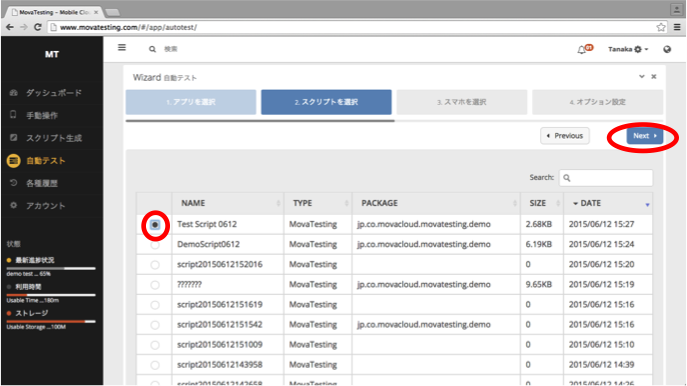 MovaTesting – Mobile Clo
www.movatesting.com/#/app/autotest/
MT
検索
Tanaka
ダッシュボード
手動操作
スクリプト生成
自動テスト
各種履歴
アカウント
状態
最新進捗状況
demo test ... 65%
利用時間
Usable Time ...180m
ストレージ
Usable Storage ...100M
Wizard 自動テスト
1. アプリを選択
2. スクリプトを選択
3. スマホを選択
4. オプション設定
Previous
Next
Search:
NAME TYPE PACKAGE SIZE DATE
Test Script 0612 MovaTesting jp.co.movacloud.movatesting.demo 2.68KB 2015/06/12 15:27
DemoScript0612 MovaTesting jp.co.movacloud.movatesting.demo 6.19KB 2015/06/12 15:24
script20150612152016 MovaTesting 0 2015/06/12 15:20
??????? MovaTesting jp.co.movacloud.movatesting.demo 9.65KB 2015/06/12 15:19
script20150612151619 MovaTesting 0 2015/06/12 15:16
script20150612151542 MovaTesting jp.co.movacloud.movatesting.demo 0 2015/06/12 15:16
script20150612151009 MovaTesting 0 2015/06/12 15:10
script20150612143958 MovaTesting 0 2015/06/12 14:39
script20150612142658 MovaTesting 0 2015/06/12 14:26